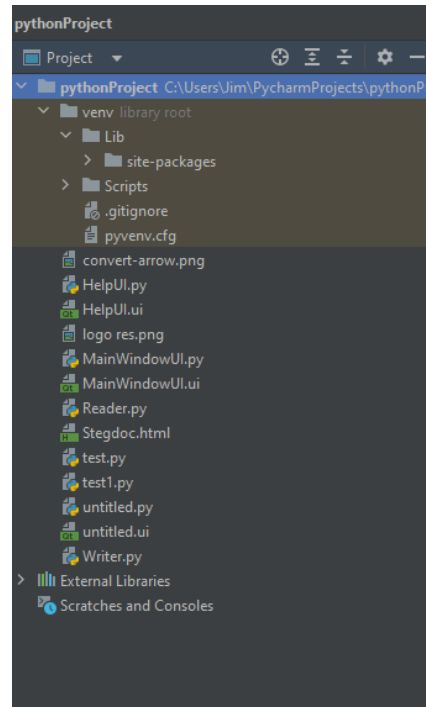 pythonProject
Project
pythonProject C:\Users\Jim\PycharmProjects\pythonP
venv library root
Lib
site-packages
Scripts
.gitignore
pyvenv.cfg
convert-arrow.png
HelpUI.py
HelpUI.ui
logo res.png
MainWindowUI.py
MainWindowUI.ui
Reader.py
Stegdoc.html
test.py
test1.py
untitled.py
untitled.ui
Writer.py
External Libraries
Scratches and Consoles